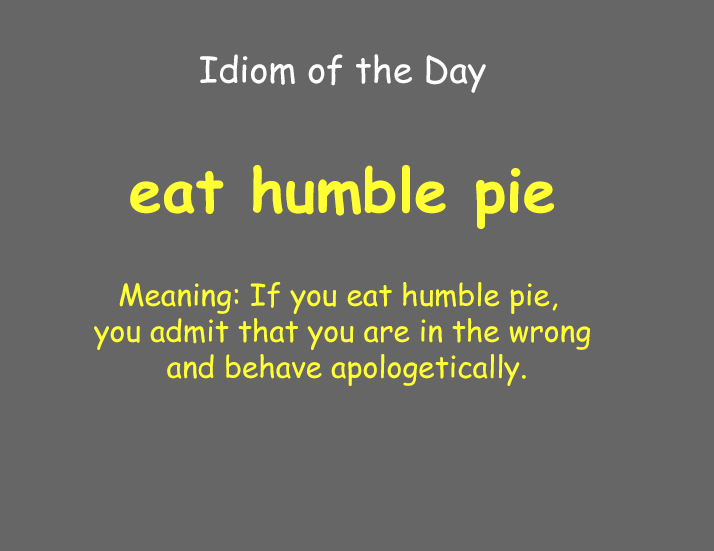 Idiom of the Day
eat humble pie
Meaning: If you eat humble pie,
you admit that you are in the wrong
and behave apologetically.